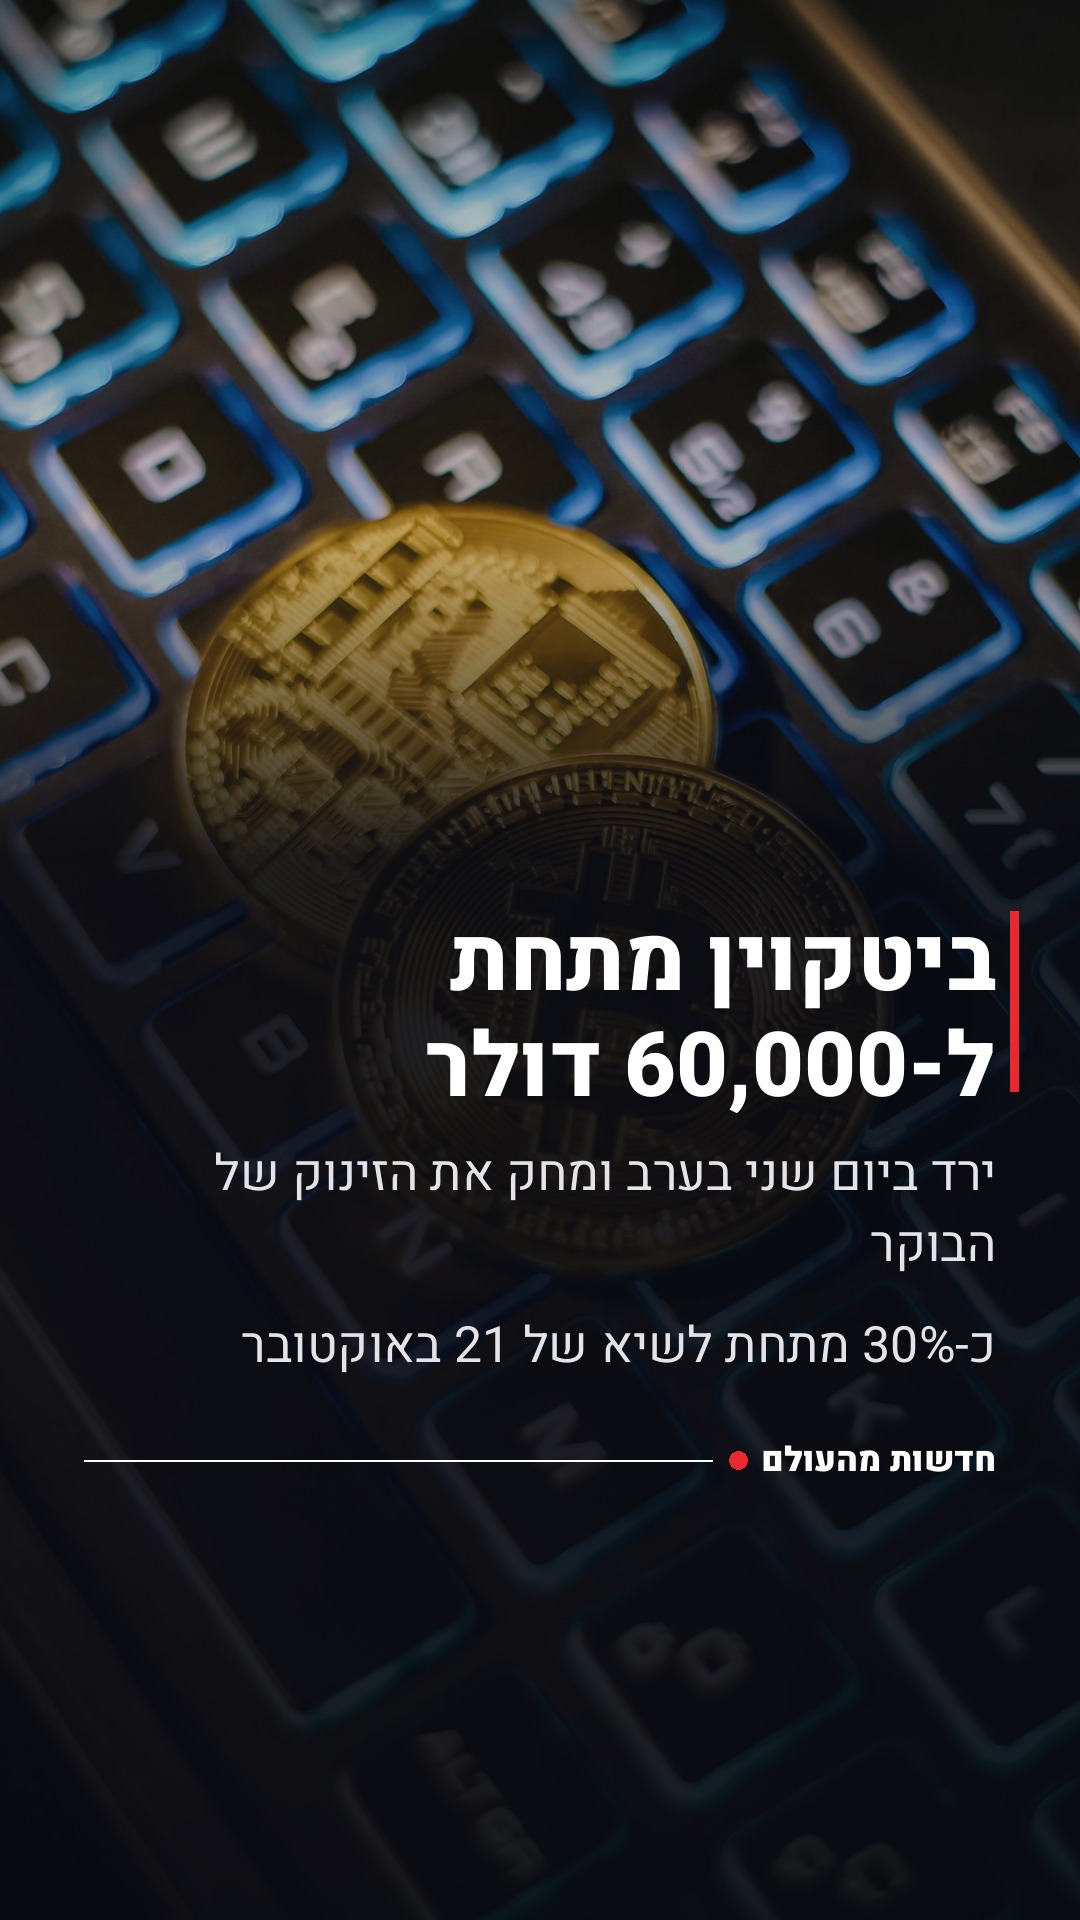 ביטקוין מתחת
ל-60,000 דולר
ירד ביום שני בערב ומחק את הזינוק של
הבוקר
כ-30% מתחת לשיא של 21 באוקטובר
חדשות מהעולם